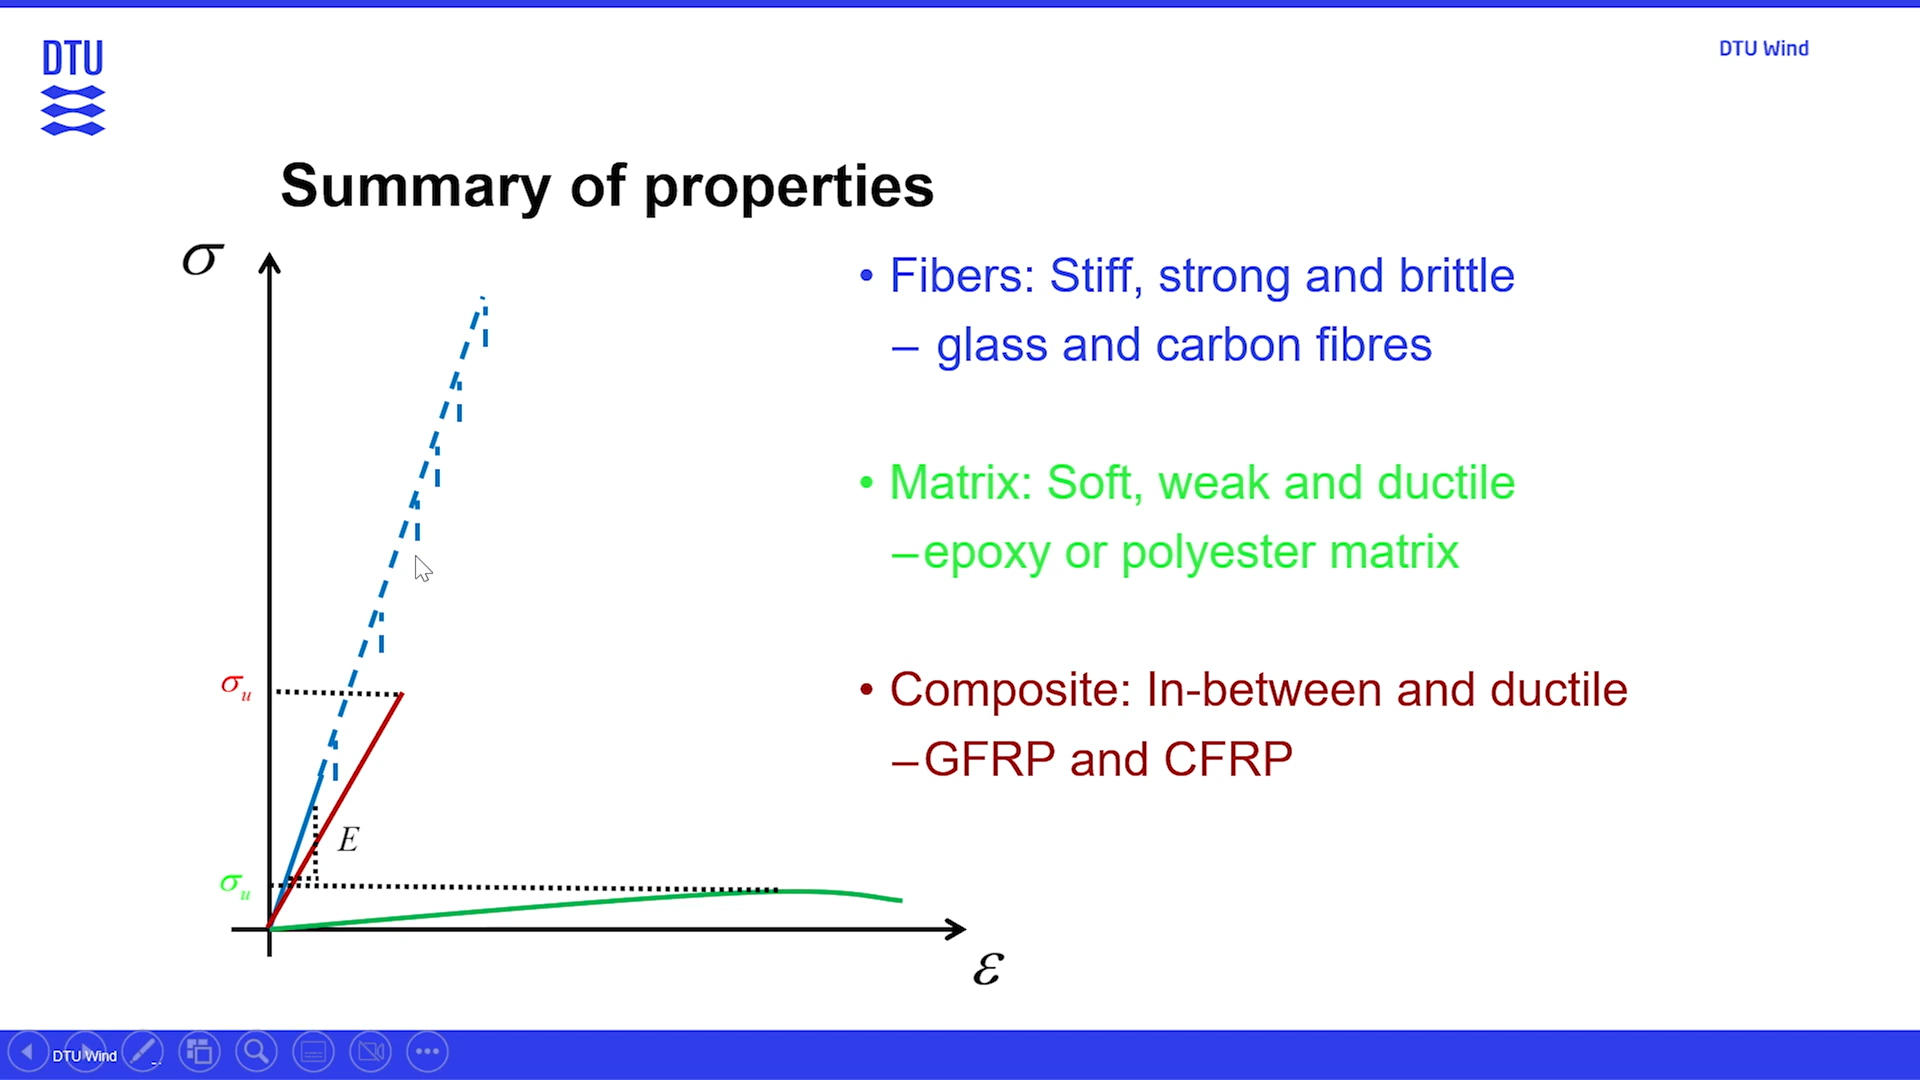 DTU
DTU Wind
Summary of properties
σ
• Fibers: Stiff, strong and brittle
– glass and carbon fibres
• Matrix: Soft, weak and ductile
–epoxy or polyester matrix
σu
• Composite: In-between and ductile
–GFRP and CFRP
E
σu
ε
DTU Wind